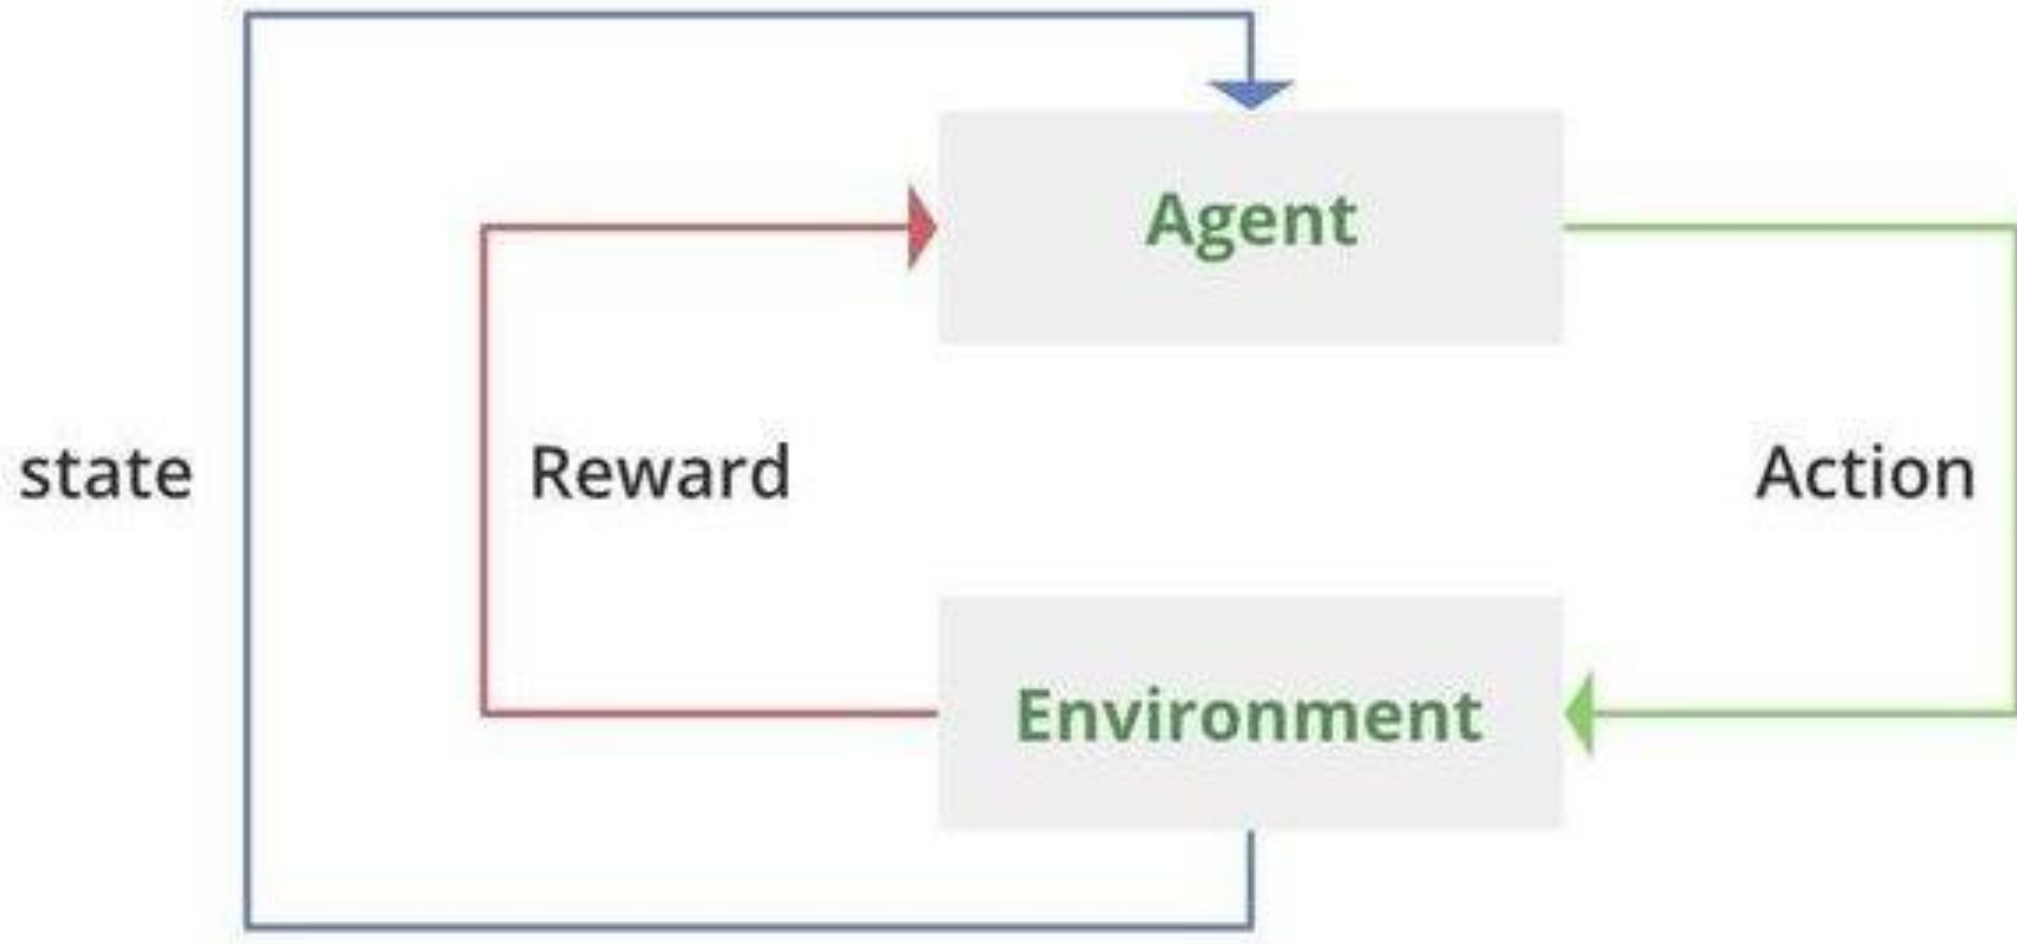 Agent
state
Reward
Action
Environment